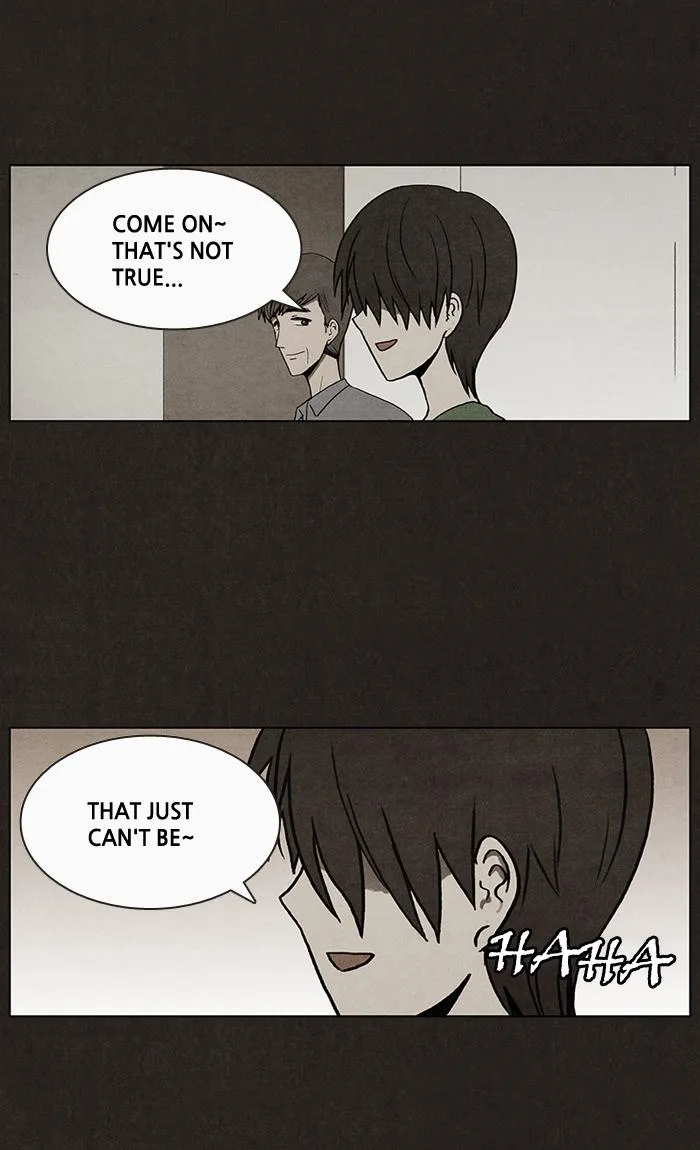 COME ON~
THAT'S NOT
TRUE...
THAT JUST
CAN'T BE~
HAHA